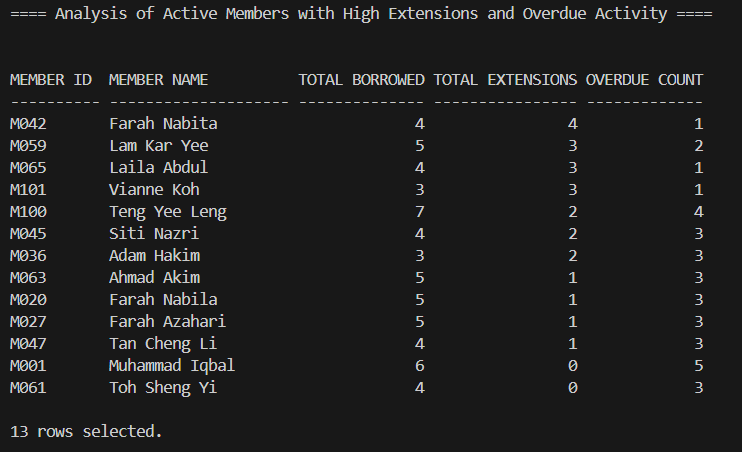 ==== Analysis of Active Members with High Extensions and Overdue Activity ====
MEMBER ID  MEMBER NAME          TOTAL BORROWED TOTAL EXTENSIONS OVERDUE COUNT
---------- -------------------- -------------- ---------------- -------------
M042       Farah Nabita                      4                4             1
M059       Lam Kar Yee                       5                3             2
M065       Laila Abdul                       4                3             1
M101       Vianne Koh                        3                3             1
M100       Teng Yee Leng                     7                2             4
M045       Siti Nazri                        4                2             3
M036       Adam Hakim                        3                2             3
M063       Ahmad Akim                        5                1             3
M020       Farah Nabila                      5                1             3
M027       Farah Azahari                     5                1             3
M047       Tan Cheng Li                      4                1             3
M001       Muhammad Iqbal                    6                0             5
M061       Toh Sheng Yi                      4                0             3
13 rows selected.